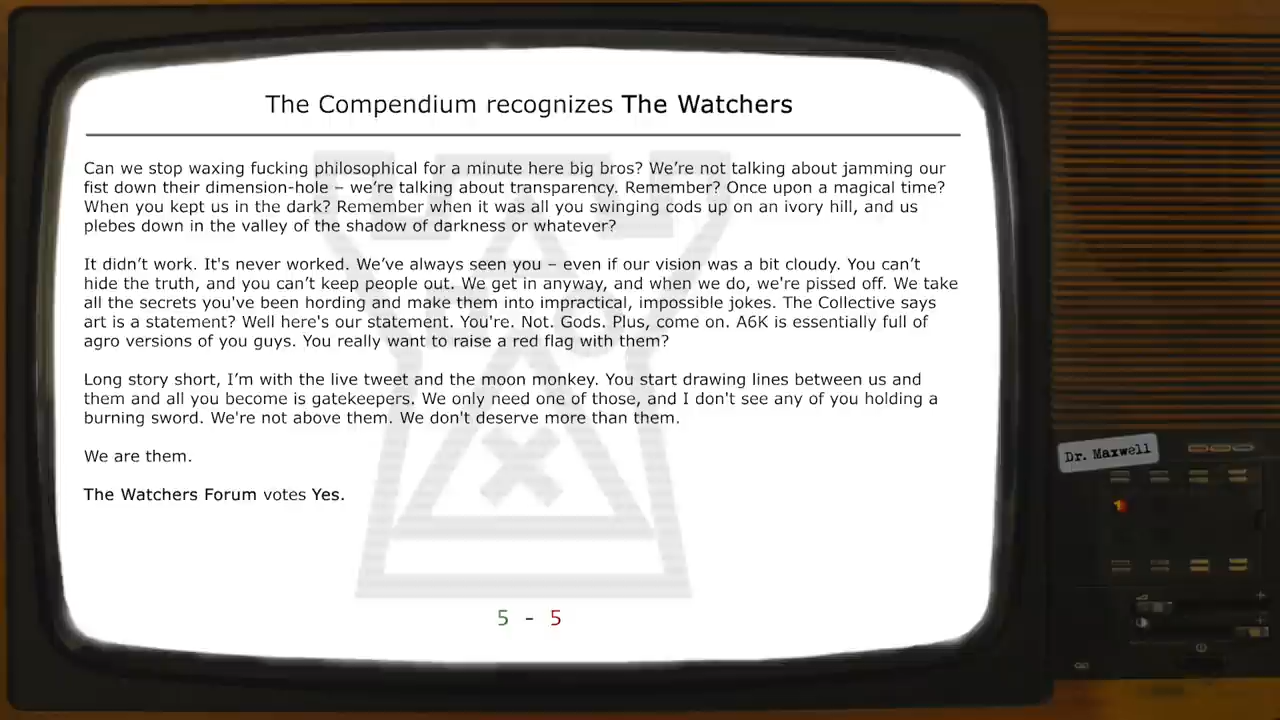 The Compendium recognizes The Watchers
Can we stop waxing fucking philosophical for a minute here big bros? We’re not talking about jamming our
fist down their dimension-hole – we’re talking about transparency. Remember? Once upon a magical time?
When you kept us in the dark? Remember when it was all you swinging cods up on an ivory hill, and us
plebes down in the valley of the shadow of darkness or whatever?
It didn’t work. It's never worked. We’ve always seen you – even if our vision was a bit cloudy. You can’t
hide the truth, and you can’t keep people out. We get in anyway, and when we do, we're pissed off. We take
all the secrets you've been hording and make them into impractical, impossible jokes. The Collective says
art is a statement? Well here's our statement. You're. Not. Gods. Plus, come on. A6K is essentially full of
agro versions of you guys. You really want to raise a red flag with them?
Long story short, I’m with the live tweet and the moon monkey. You start drawing lines between us and
them and all you become is gatekeepers. We only need one of those, and I don't see any of you holding a
burning sword. We're not above them. We don't deserve more than them.
We are them.
The Watchers Forum votes Yes.
5 - 5
Dr. Maxwell